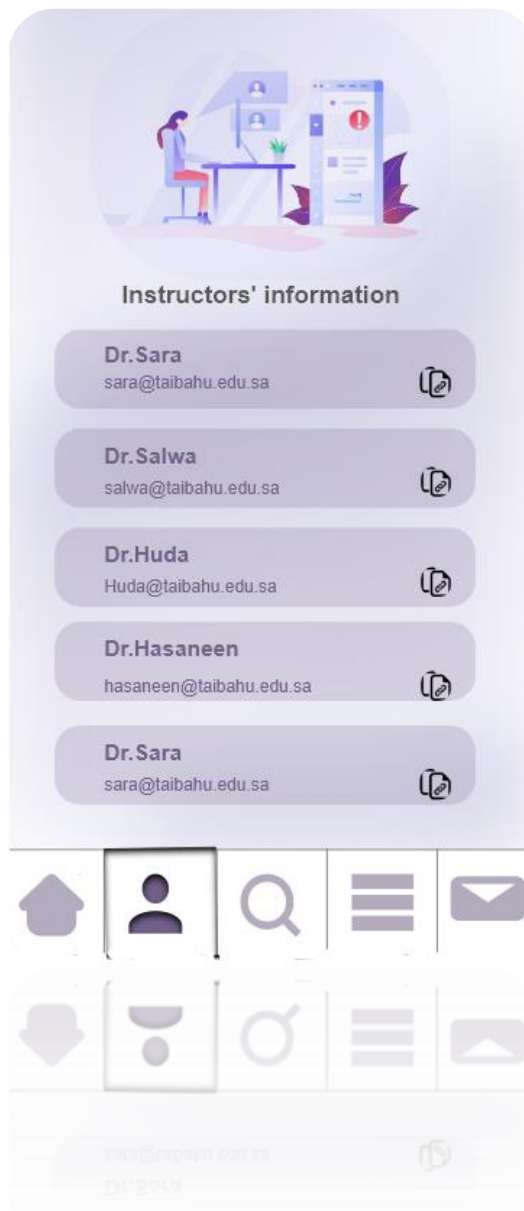 Instructors' information
Dr.Sara
sara@taibahu.edu.sa
Dr.Salwa
salwa@taibahu.edu.sa
Dr.Huda
Huda@taibahu.edu.sa
Dr.Hasaneen
hasaneen@taibahu.edu.sa
Dr.Sara
sara@taibahu.edu.sa